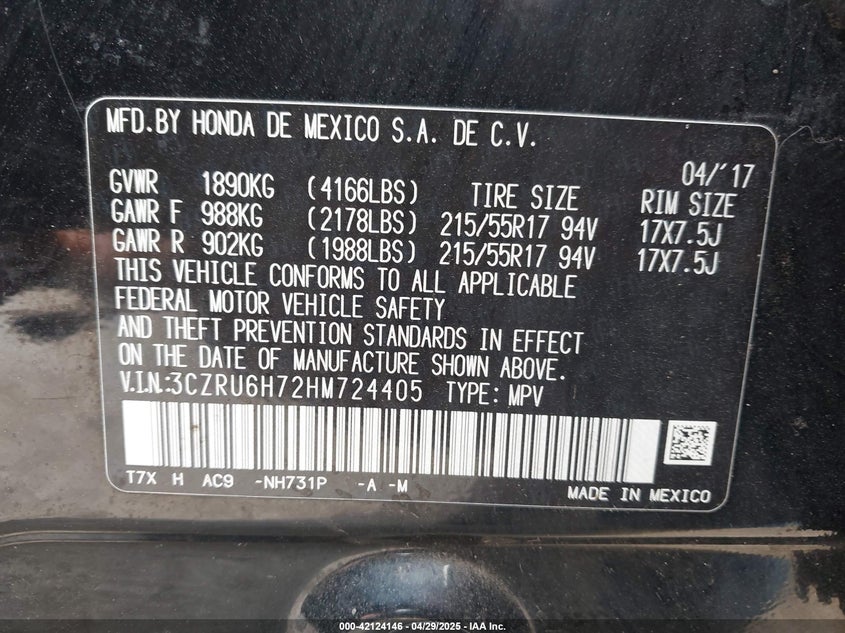 MFD.BY HONDA DE MEXICO S.A. DE C.V.
04/'17
GVWR 1890KG (4166LBS) TIRE SIZE RIM SIZE
GAWR F 988KG (2178LBS) 215/55R17 94V 17X7.5J
GAWR R 902KG (1988LBS) 215/55R17 94V 17X7.5J
THIS VEHICLE CONFORMS TO ALL APPLICABLE
FEDERAL MOTOR VEHICLE SAFETY
AND THEFT PREVENTION STANDARDS IN EFFECT
ON THE DATE OF MANUFACTURE SHOWN ABOVE.
V.I.N.:3CZRU6H72HM724405 TYPE: MPV
T7X H AC9 -NH731P -A -M
MADE IN MEXICO
000-42124146 - 04/29/2025 - IAA Inc.